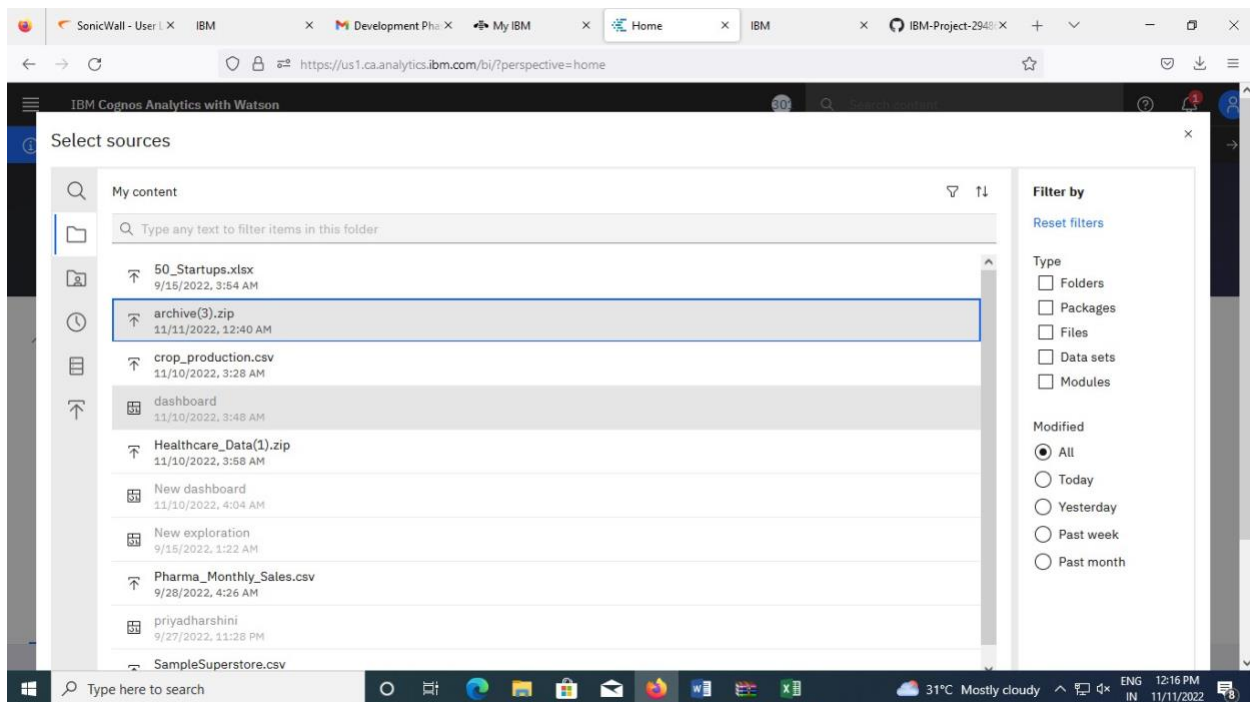 SonicWall - User L
IBM
Development Pha
My IBM
Home
IBM
IBM-Project-2948
https://us1.ca.analytics.ibm.com/bi/?perspective=home
IBM Cognos Analytics with Watson
Search content
1
Select sources
My content
Type any text to filter items in this folder
50_Startups.xlsx
9/15/2022, 3:54 AM
archive(3).zip
11/11/2022, 12:40 AM
crop_production.csv
11/10/2022, 3:28 AM
dashboard
11/10/2022, 3:48 AM
Healthcare_Data(1).zip
11/10/2022, 3:58 AM
New dashboard
11/10/2022, 4:04 AM
New exploration
9/15/2022, 1:22 AM
Pharma_Monthly_Sales.csv
9/28/2022, 4:26 AM
priyadharshini
9/27/2022, 11:28 PM
SampleSuperstore.csv
Filter by
Reset filters
Type
Folders
Packages
Files
Data sets
Modules
Modified
All
Today
Yesterday
Past week
Past month
Type here to search
31°C Mostly cloudy
ENG
IN
12:16 PM
11/11/2022
8